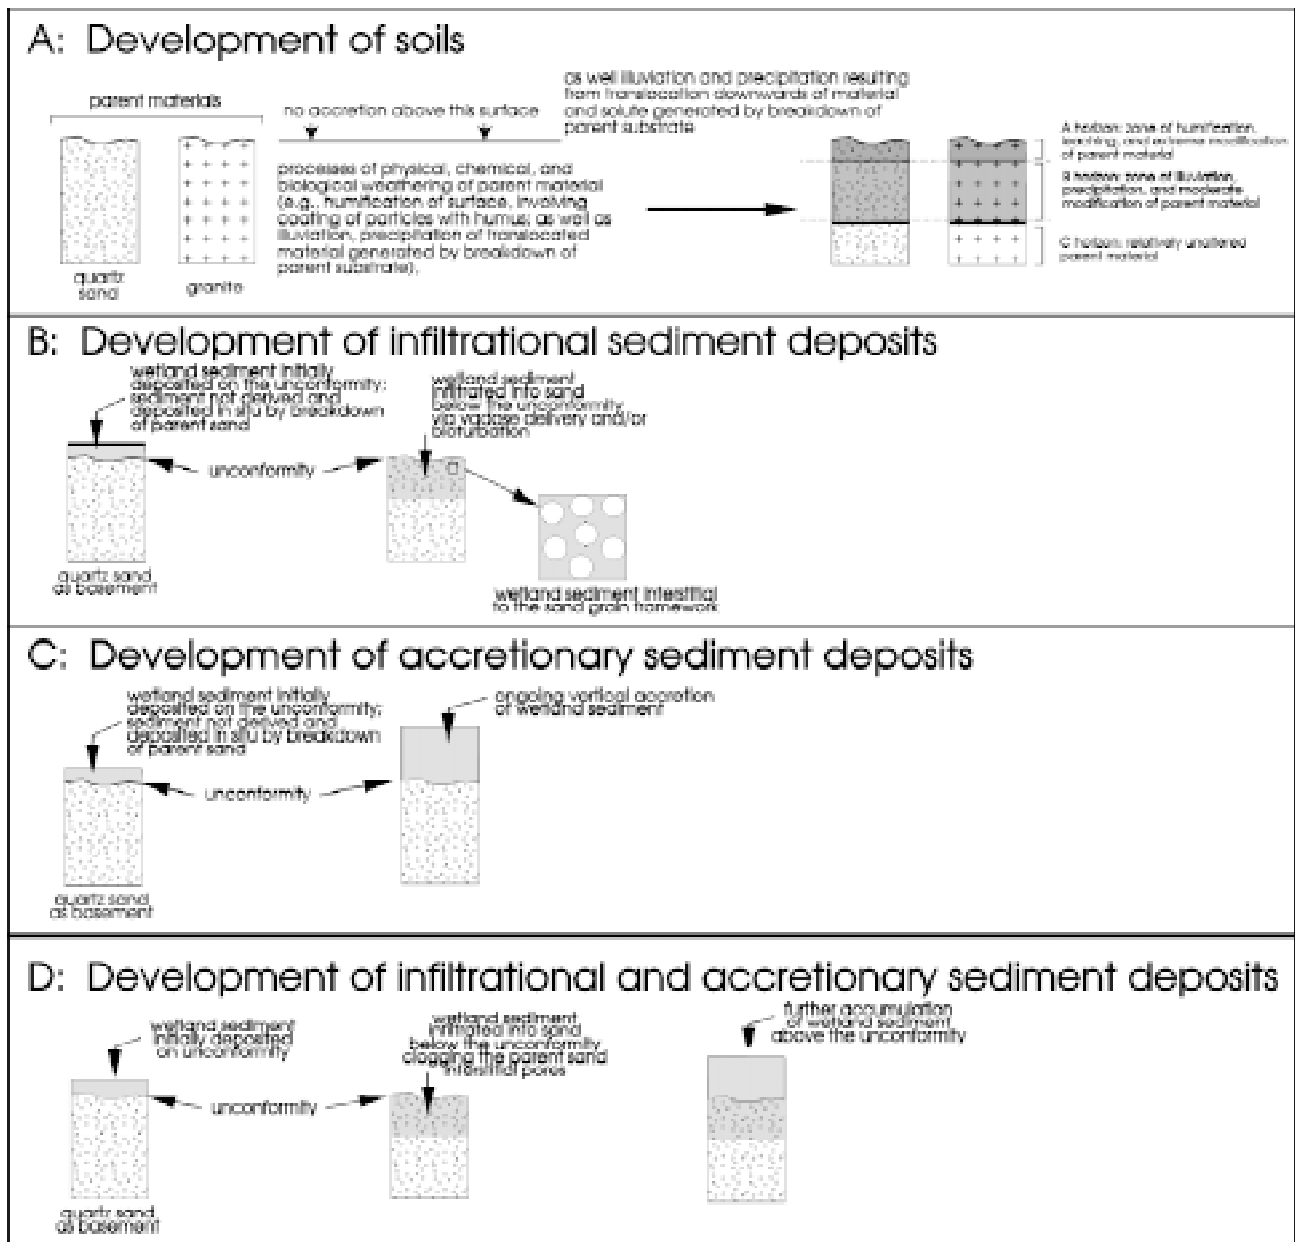 A: Development of soils
parent materials
quartz
sand
granite
no accretion above this surface
processes of physical, chemical, and
biological weathering of parent material
(e.g., humification of surface, involving
coating of particles with humus; as well as
illuviation, precipitation of translocated
material generated by breakdown of
parent substrate).
as well illuviation and precipitation resulting
from translocation downwards of material
and solute generated by breakdown of
parent substrate
A horizon: zone of humification,
leaching, and extreme modification
of parent material
B horizon: zone of illuviation,
precipitation, and moderate
modification of parent material
C horizon: relatively unaltered
parent material
B: Development of infiltrational sediment deposits
wetland sediment initially
deposited on the unconformity;
sediment not derived and
deposited in situ by breakdown
of parent sand
unconformity
quartz sand
as basement
wetland sediment
infiltrated into sand
below the unconformity
via vadose delivery and/or
bioturbation
wetland sediment interstitial
to the sand grain framework
C: Development of accretionary sediment deposits
wetland sediment initially
deposited on the unconformity;
sediment not derived and
deposited in situ by breakdown
of parent sand
unconformity
quartz sand
as basement
ongoing vertical accretion
of wetland sediment
D: Development of infiltrational and accretionary sediment deposits
wetland sediment
initially deposited
on unconformity
unconformity
quartz sand
as basement
wetland sediment
infiltrated into sand
below the unconformity
clogging the parent sand
interstitial pores
further accumulation
of wetland sediment
above the unconformity